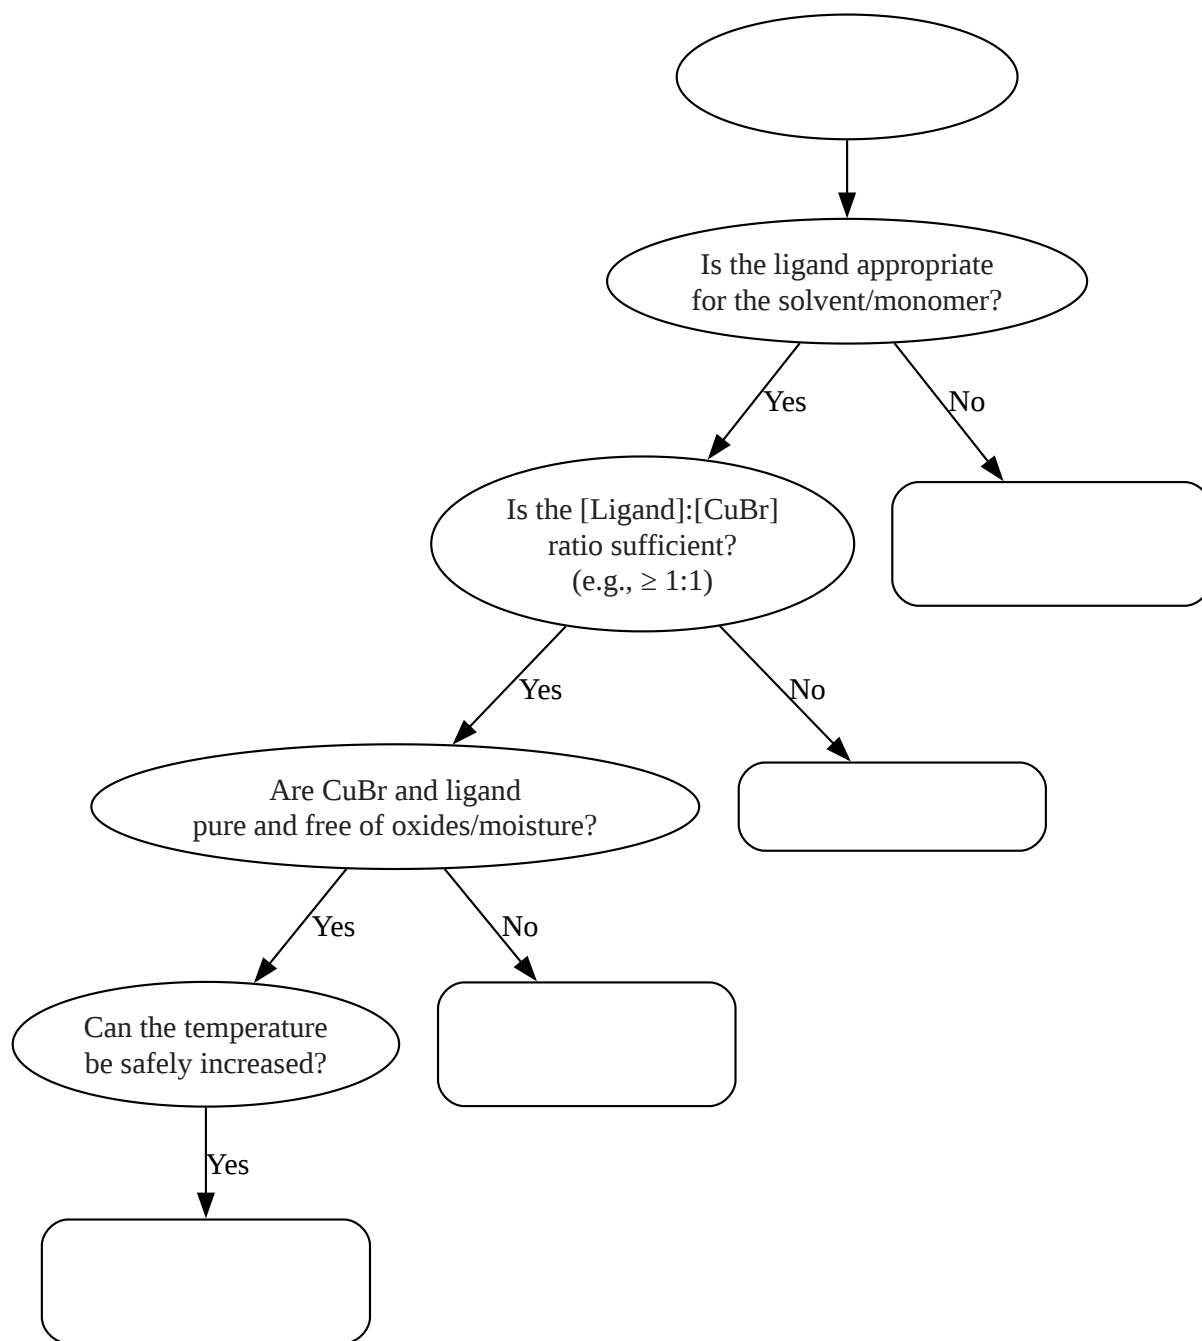 Is the ligand appropriate
for the solvent/monomer?
Yes
No
Is the [Ligand]:[CuBr]
ratio sufficient?
(e.g., ≥ 1:1)
Yes
No
Are CuBr and ligand
pure and free of oxides/moisture?
Yes
No
Can the temperature
be safely increased?
Yes